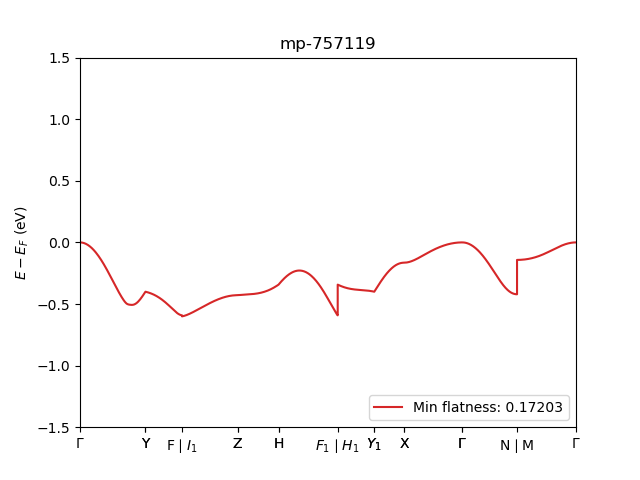 mp-757119
E − E_F (eV)
1.5
1.0
0.5
0.0
−0.5
−1.0
−1.5
Min flatness: 0.17203
Γ Y F | I₁ Z H F₁ | H₁ Y₁ X Γ N | M Γ